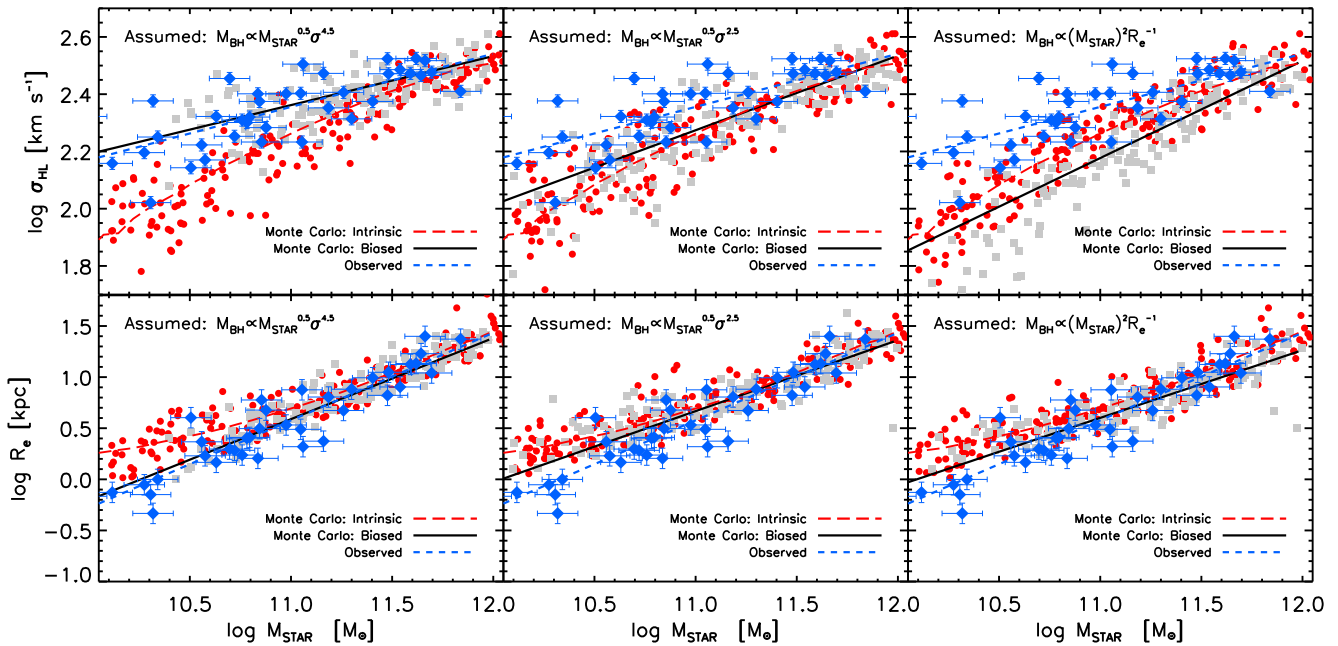 Assumed: M_BH∝M_STAR^0.5σ^4.5
Assumed: M_BH∝M_STAR^0.5σ^2.5
Assumed: M_BH∝(M_STAR)^2R_e^-1
2.6
2.4
2.2
2.0
1.8
log σ_HL [km s^-1]
Monte Carlo: Intrinsic
Monte Carlo: Biased
Observed
Monte Carlo: Intrinsic
Monte Carlo: Biased
Observed
Monte Carlo: Intrinsic
Monte Carlo: Biased
Observed
Assumed: M_BH∝M_STAR^0.5σ^4.5
Assumed: M_BH∝M_STAR^0.5σ^2.5
Assumed: M_BH∝(M_STAR)^2R_e^-1
1.5
1.0
0.5
0.0
−0.5
−1.0
log R_e [kpc]
Monte Carlo: Intrinsic
Monte Carlo: Biased
Observed
Monte Carlo: Intrinsic
Monte Carlo: Biased
Observed
Monte Carlo: Intrinsic
Monte Carlo: Biased
Observed
10.5 11.0 11.5 12.0 10.5 11.0 11.5 12.0 10.5 11.0 11.5 12.0
log M_STAR [M_⊙] log M_STAR [M_⊙] log M_STAR [M_⊙]